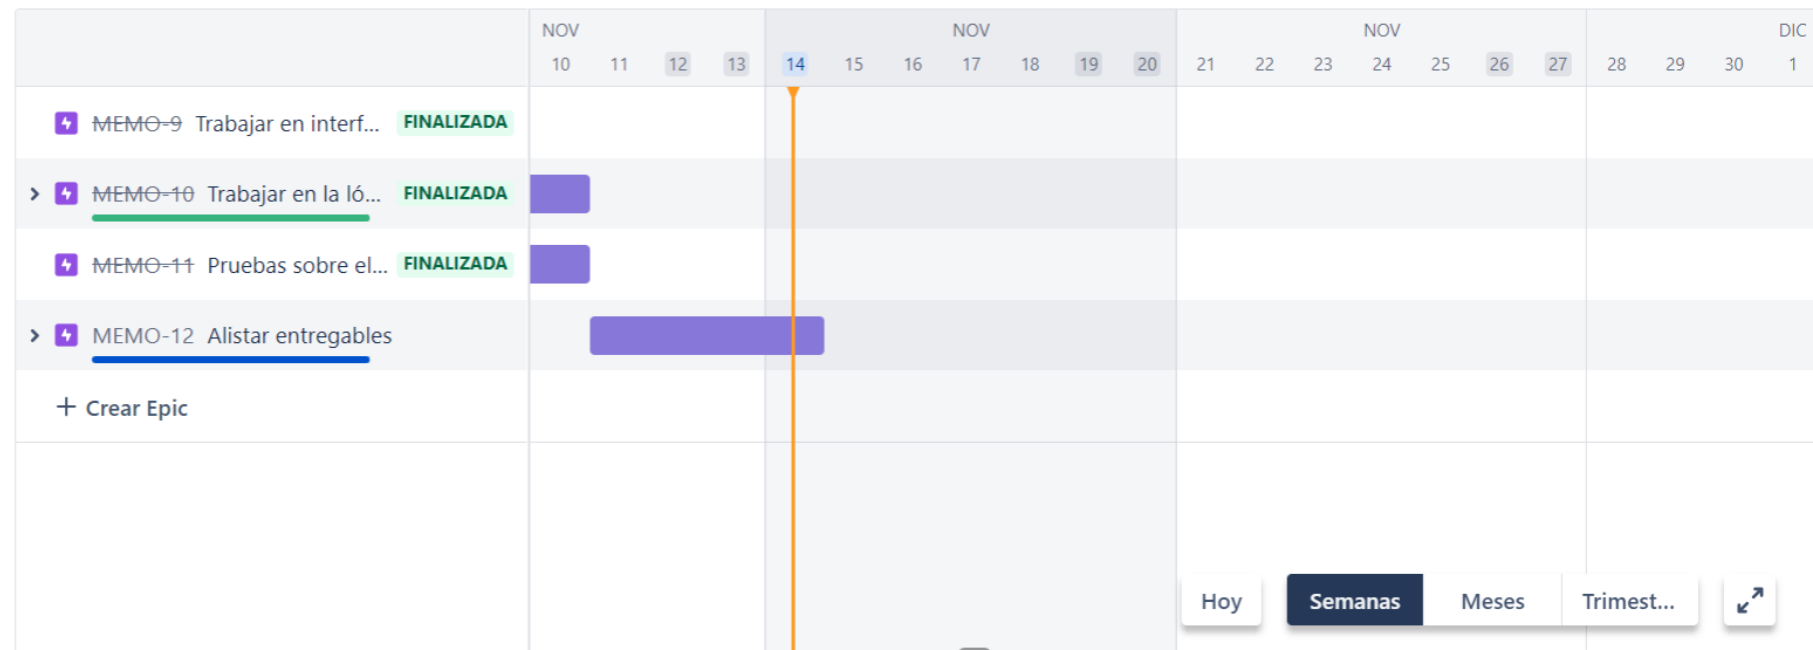 NOV NOV NOV DIC
10 11 12 13 14 15 16 17 18 19 20 21 22 23 24 25 26 27 28 29 30 1
MEMO-9 Trabajar en interf... FINALIZADA
MEMO-10 Trabajar en la ló... FINALIZADA
MEMO-11 Pruebas sobre el... FINALIZADA
MEMO-12 Alistar entregables
+ Crear Epic
Hoy Semanas Meses Trimest...